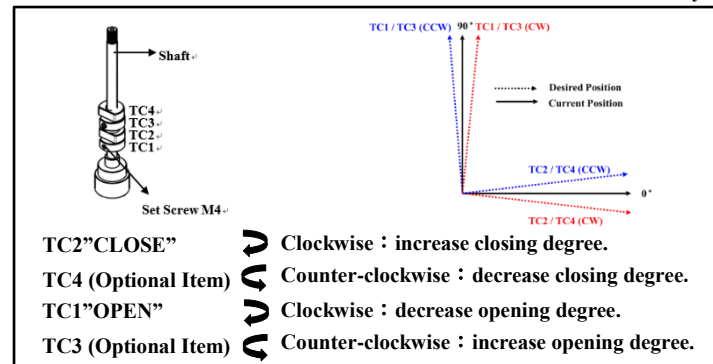 Shaft
TC4
TC3
TC2
TC1
Set Screw M4
TC1 / TC3 (CCW) 90° TC1 / TC3 (CW)
Desired Position
Current Position
TC2 / TC4 (CCW)
0°
TC2 / TC4 (CW)
TC2”CLOSE” Clockwise：increase closing degree.
TC4 (Optional Item) Counter-clockwise：decrease closing degree.
TC1”OPEN” Clockwise：decrease opening degree.
TC3 (Optional Item) Counter-clockwise：increase opening degree.